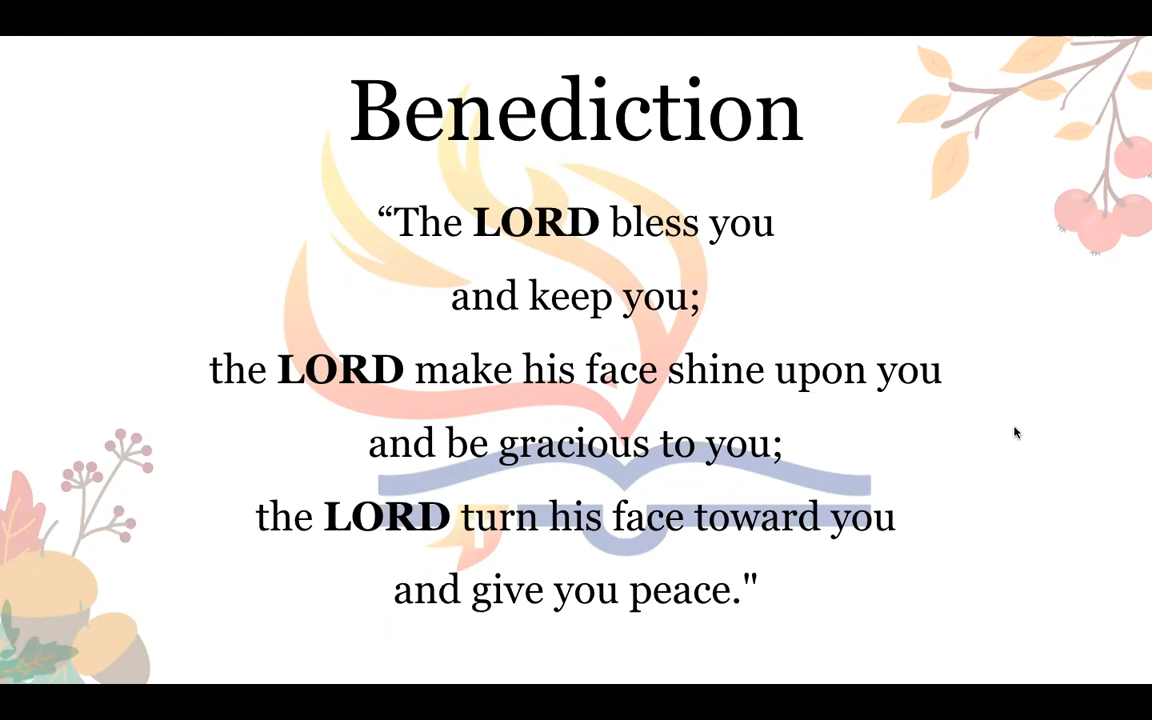 Benediction
“The LORD bless you
and keep you;
the LORD make his face shine upon you
and be gracious to you;
the LORD turn his face toward you
and give you peace."